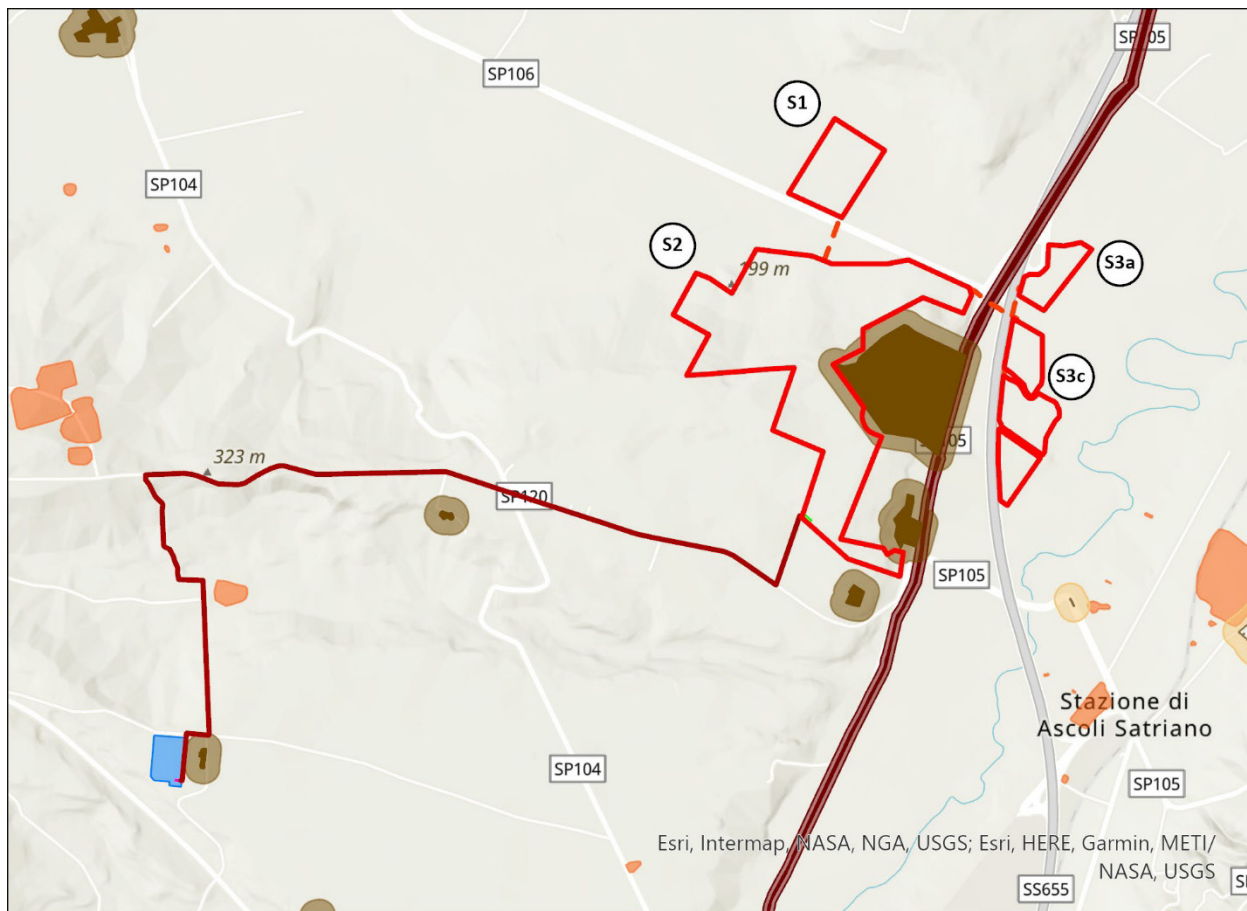 SP105
SP106
S1
SP104
S2
S3a
199 m
S3c
SP105
323 m
SP120
SP105
Stazione di
Ascoli Satriano
SP104
SP105
Esri, Intermap, NASA, NGA, USGS; Esri, HERE, Garmin, METI/
NASA, USGS
SS655